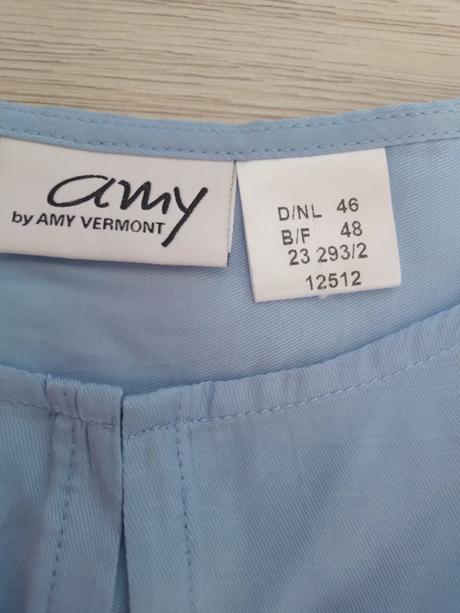 amy
by AMY VERMONT
D/NL 46
B/F 48
23 293/2
12512